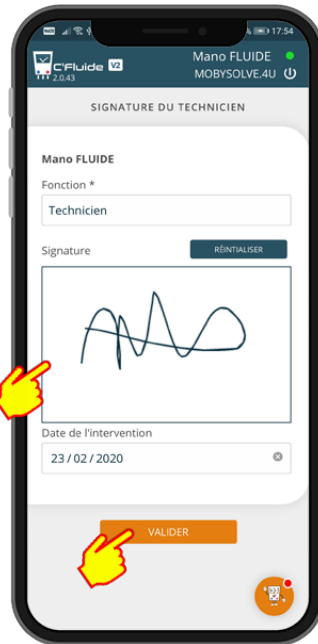 17:54
C'Fluide V2
2.0.43
Mano FLUIDE
MOBYSOLVE.4U
SIGNATURE DU TECHNICIEN
Mano FLUIDE
Fonction *
Technicien
Signature
RÉINTIALISER
Date de l'intervention
23 / 02 / 2020
VALIDER